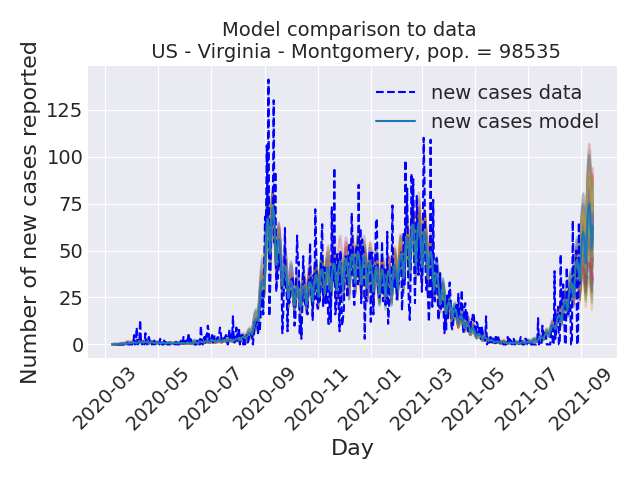 Model comparison to data
US - Virginia - Montgomery, pop. = 98535
Number of new cases reported
125
100
75
50
25
0
new cases data
new cases model
2020-03
2020-05
2020-07
2020-09
2020-11
2021-01
2021-03
2021-05
2021-07
2021-09
Day